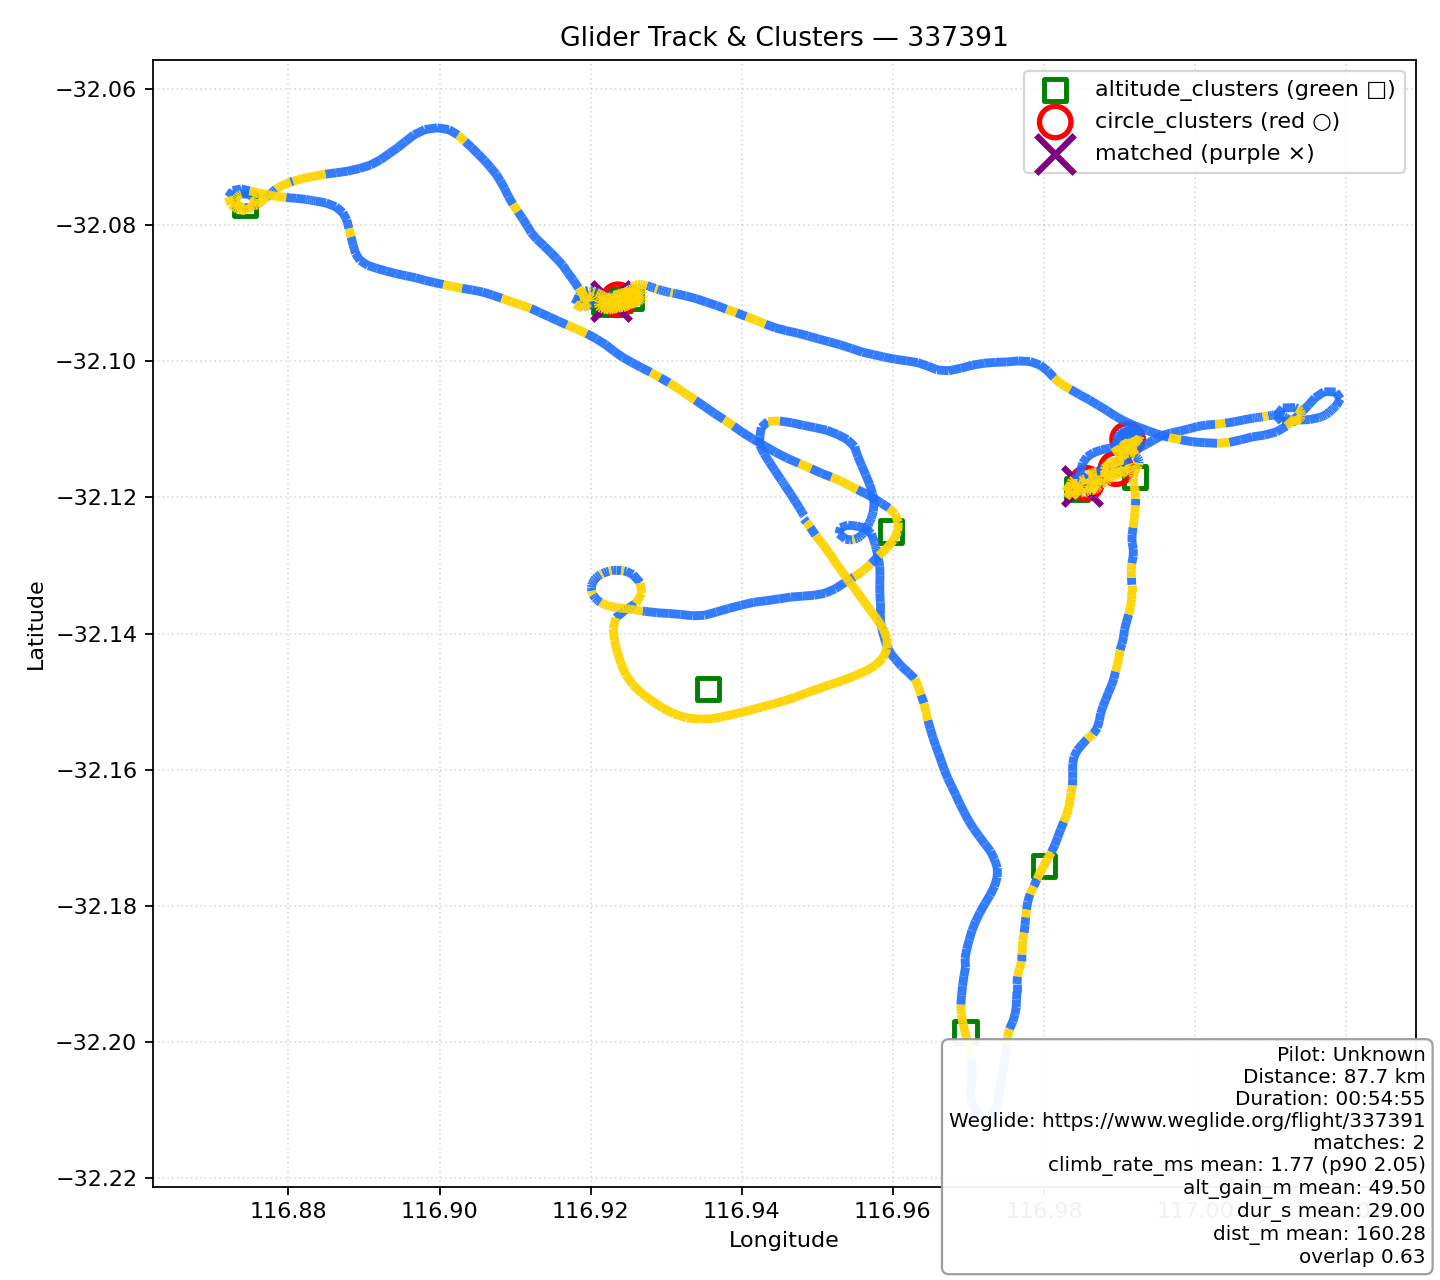 Glider Track & Clusters — 337391
altitude_clusters (green □)
circle_clusters (red ○)
matched (purple ×)
−32.06
−32.08
−32.10
−32.12
−32.14
−32.16
−32.18
−32.20
−32.22
Latitude
116.88
116.90
116.92
116.94
116.96
116.98
117.00
Longitude
Pilot: Unknown
Distance: 87.7 km
Duration: 00:54:55
Weglide: https://www.weglide.org/flight/337391
matches: 2
climb_rate_ms mean: 1.77 (p90 2.05)
alt_gain_m mean: 49.50
dur_s mean: 29.00
dist_m mean: 160.28
overlap 0.63